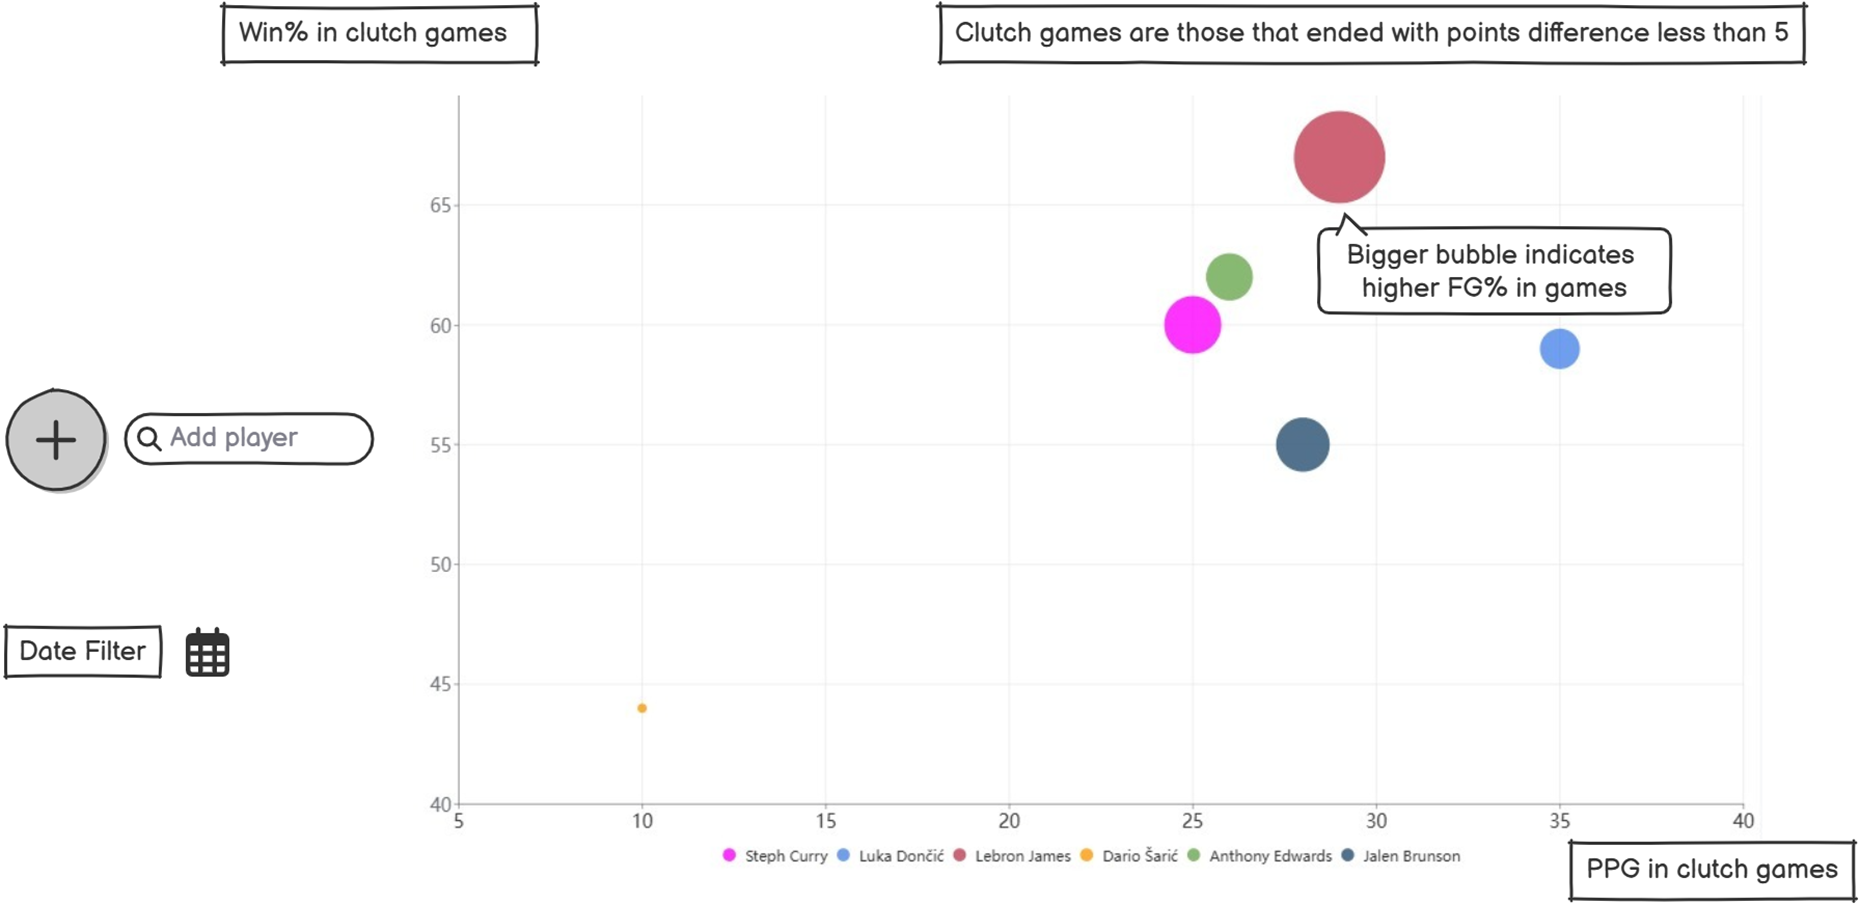 Win% in clutch games
Clutch games are those that ended with points difference less than 5
65
Bigger bubble indicates
higher FG% in games
60
Add player
55
50
Date Filter
45
40
5 10 15 20 25 30 35 40
Steph Curry Luka Dončić Lebron James Dario Šarić Anthony Edwards Jalen Brunson
PPG in clutch games